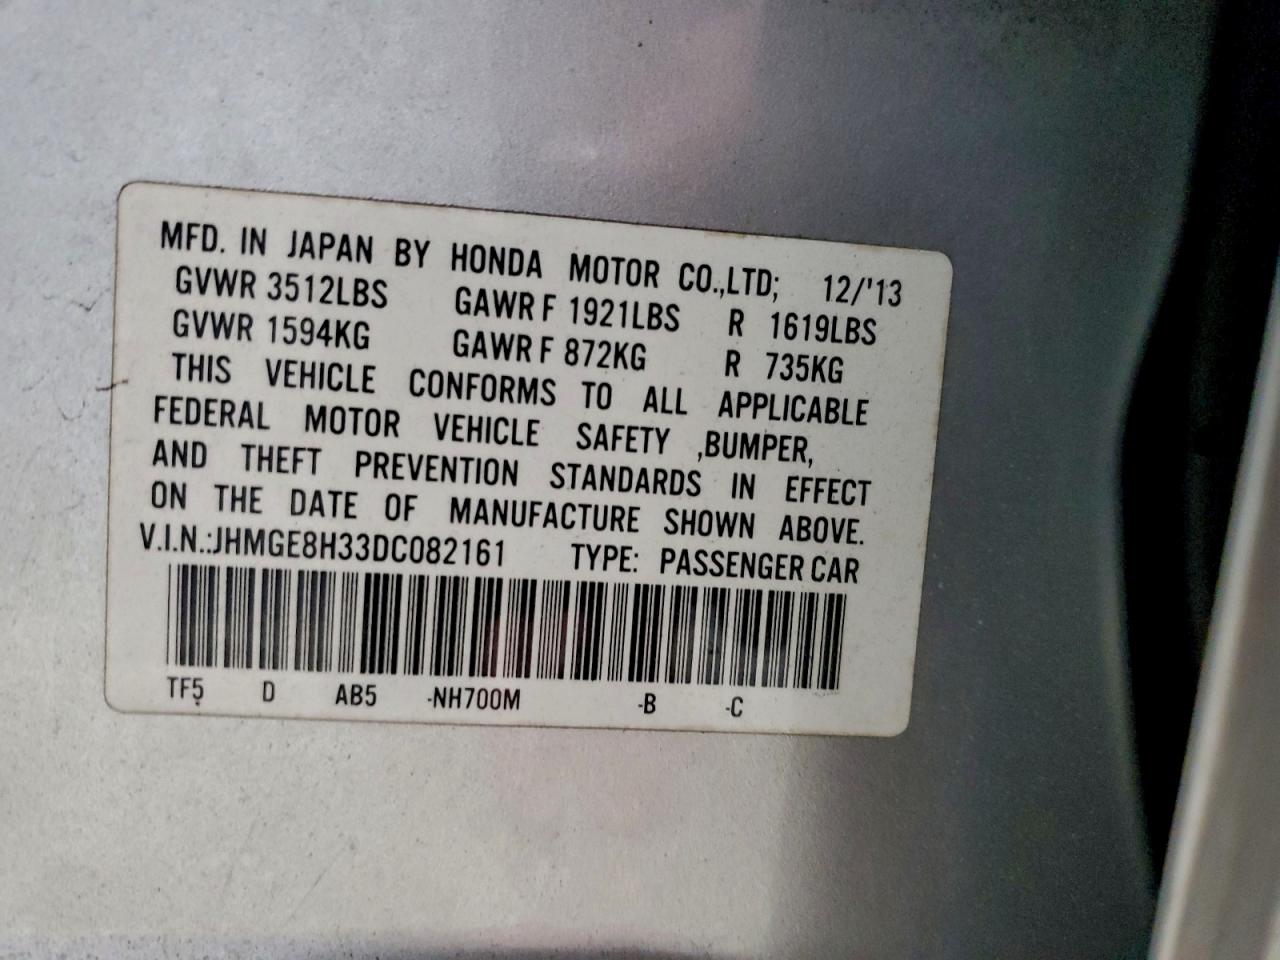 MFD. IN JAPAN BY HONDA MOTOR CO.,LTD; 12/'13
GVWR 3512LBS GAWR F 1921LBS R 1619LBS
GVWR 1594KG GAWR F 872KG R 735KG
THIS VEHICLE CONFORMS TO ALL APPLICABLE
FEDERAL MOTOR VEHICLE SAFETY ,BUMPER,
AND THEFT PREVENTION STANDARDS IN EFFECT
ON THE DATE OF MANUFACTURE SHOWN ABOVE.
V.I.N.:JHMGE8H33DC082161 TYPE: PASSENGER CAR
TF5 D AB5 -NH700M -B -C